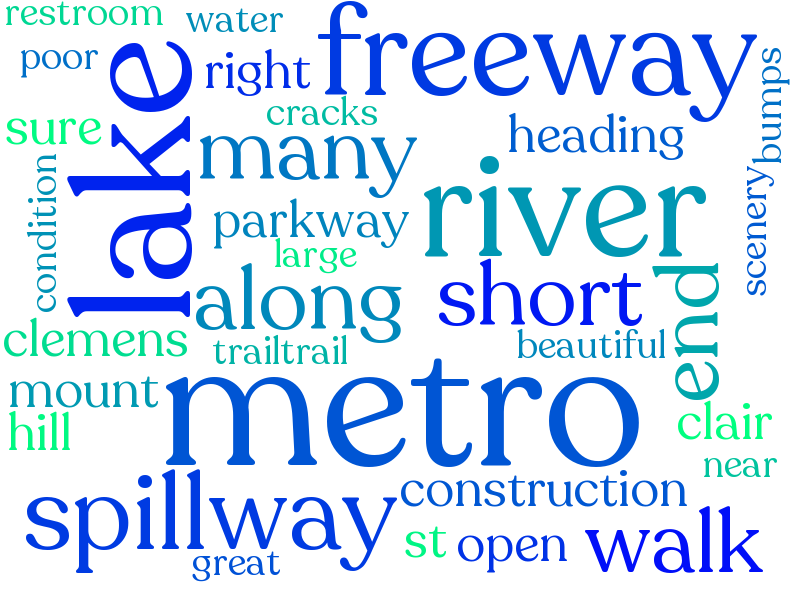 restroom
water
freeway
poor
right
lake
bumps
cracks
sure
many
heading
condition
river
scenery
parkway
large
along
short
end
clemens
trailtrail
beautiful
mount
metro
hill
clair
near
spillway
construction
st
open
walk
great